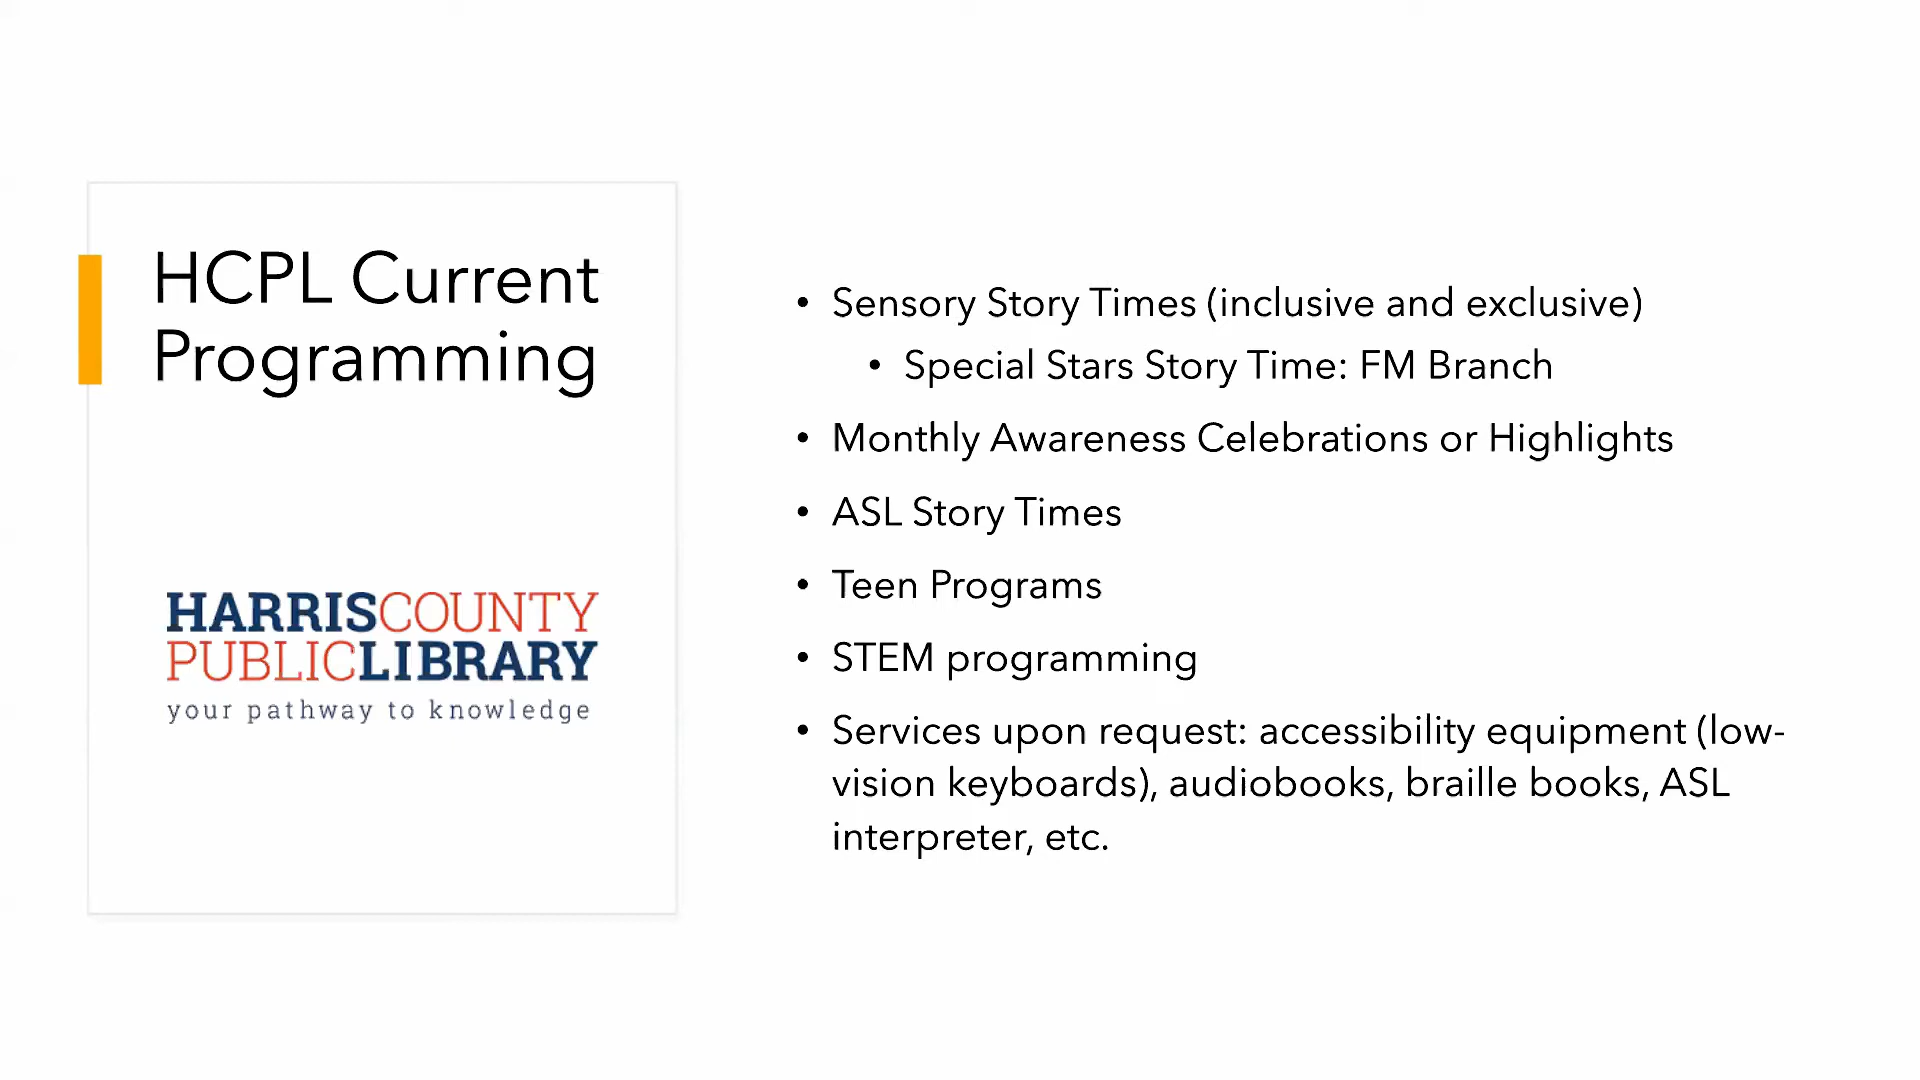 HCPL Current
Programming
HARRISCOUNTY
PUBLICLIBRARY
your pathway to knowledge
• Sensory Story Times (inclusive and exclusive)
• Special Stars Story Time: FM Branch
• Monthly Awareness Celebrations or Highlights
• ASL Story Times
• Teen Programs
• STEM programming
• Services upon request: accessibility equipment (low-
vision keyboards), audiobooks, braille books, ASL
interpreter, etc.